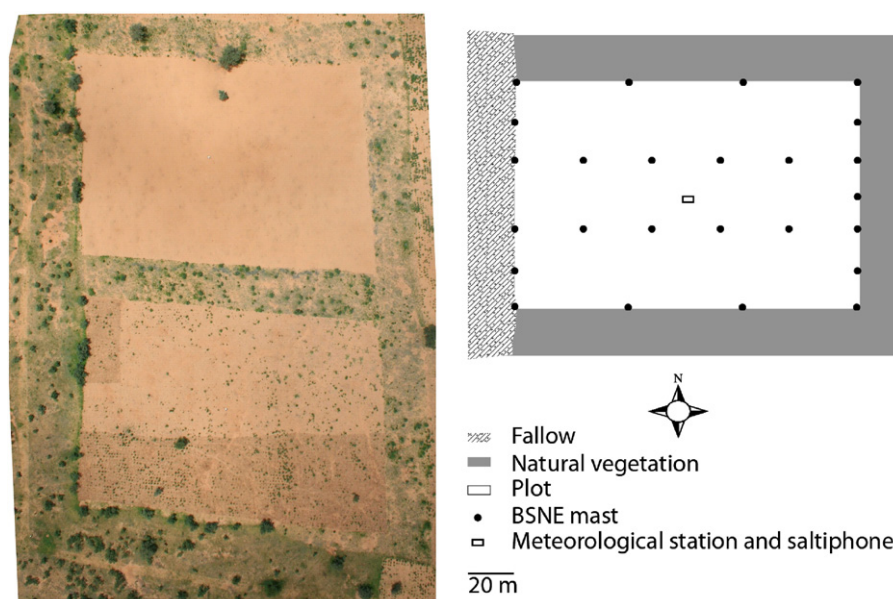 N
Fallow
Natural vegetation
Plot
BSNE mast
Meteorological station and saltiphone
20 m